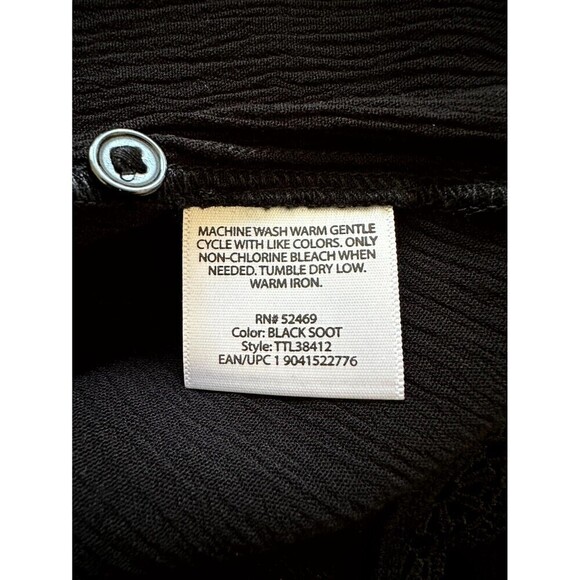 MACHINE WASH WARM GENTLE
CYCLE WITH LIKE COLORS. ONLY
NON-CHLORINE BLEACH WHEN
NEEDED. TUMBLE DRY LOW.
WARM IRON.
RN# 52469
Color: BLACK SOOT
Style: TTL38412
EAN/UPC 1 9041522776